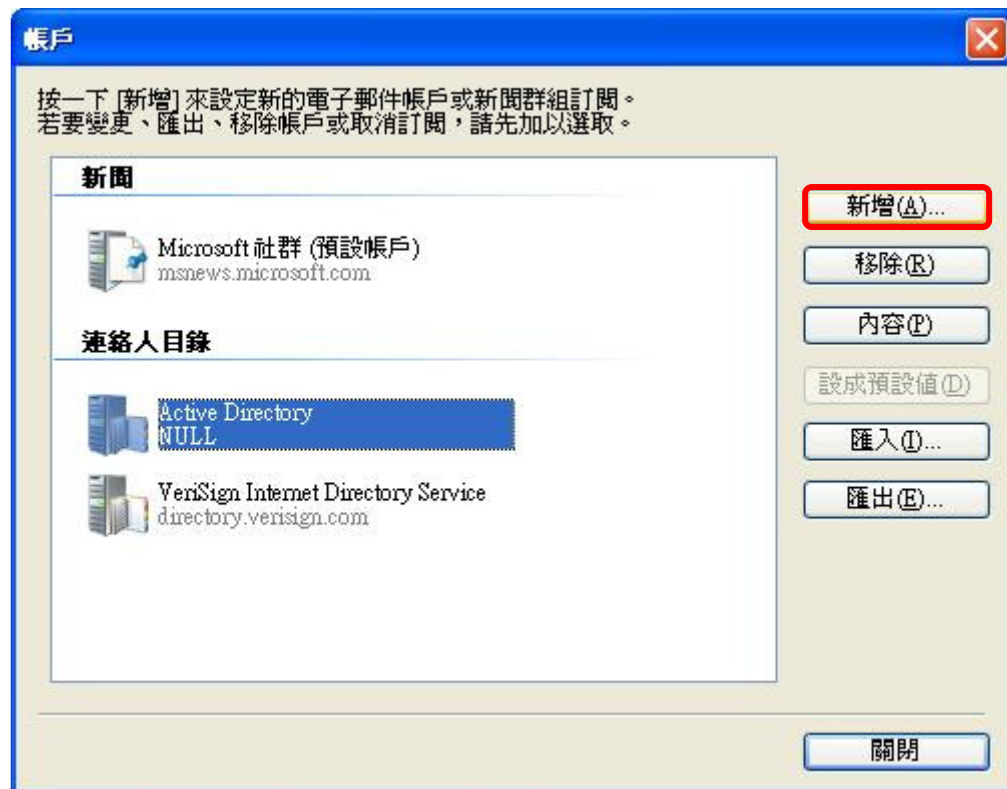 帳戶
按一下 [新增] 來設定新的電子郵件帳戶或新聞群組訂閱。
若要變更、匯出、移除帳戶或取消訂閱，請先加以選取。
新聞
Microsoft 社群 (預設帳戶)
msnews.microsoft.com
連絡人目錄
Active Directory
NULL
VeriSign Internet Directory Service
directory.verisign.com
新增(A)...
移除(R)
內容(P)
設成預設值(D)
匯入(I)...
匯出(E)...
關閉